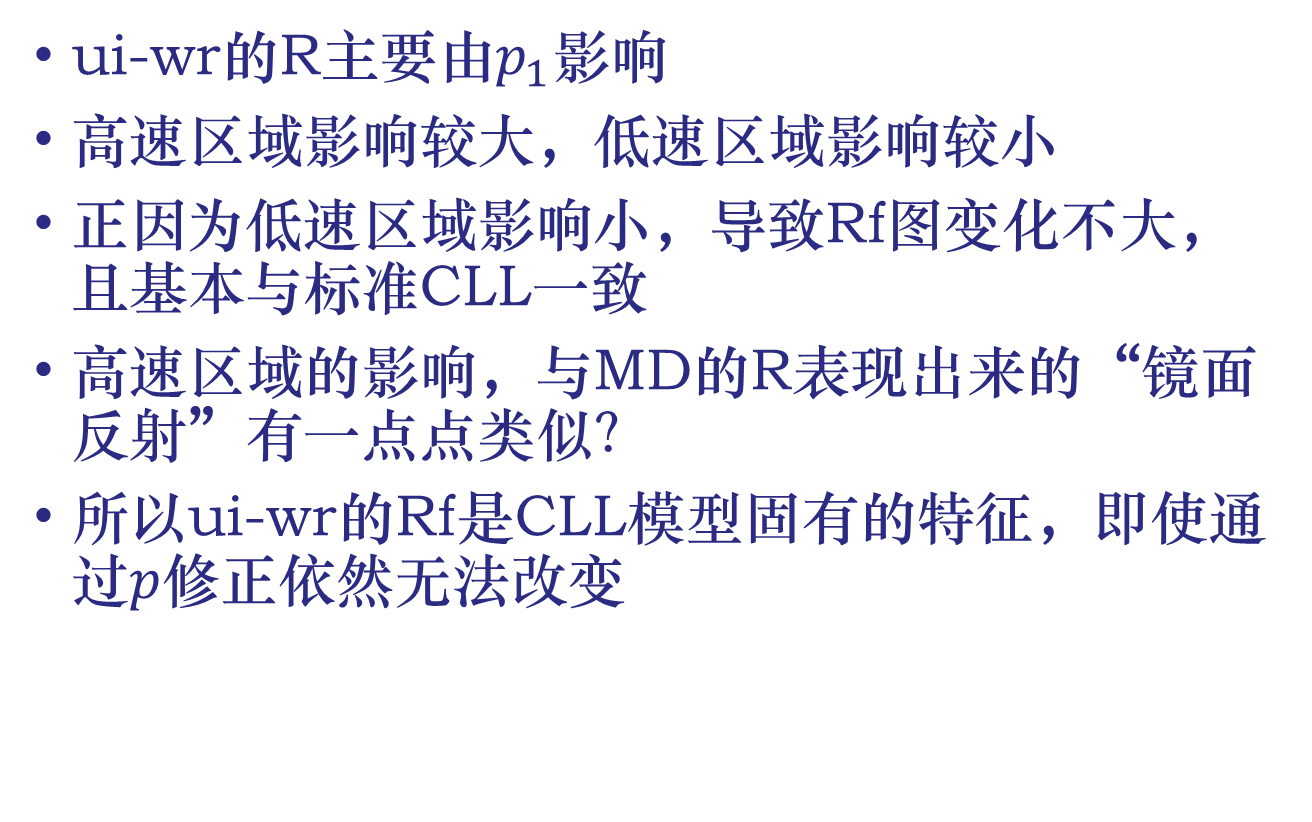 • ui-wr的R主要由p₁影响
• 高速区域影响较大，低速区域影响较小
• 正因为低速区域影响小，导致Rf图变化不大，
且基本与标准CLL一致
• 高速区域的影响，与MD的R表现出来的“镜面
反射”有一点点类似?
• 所以ui-wr的Rf是CLL模型固有的特征，即使通
过p修正依然无法改变